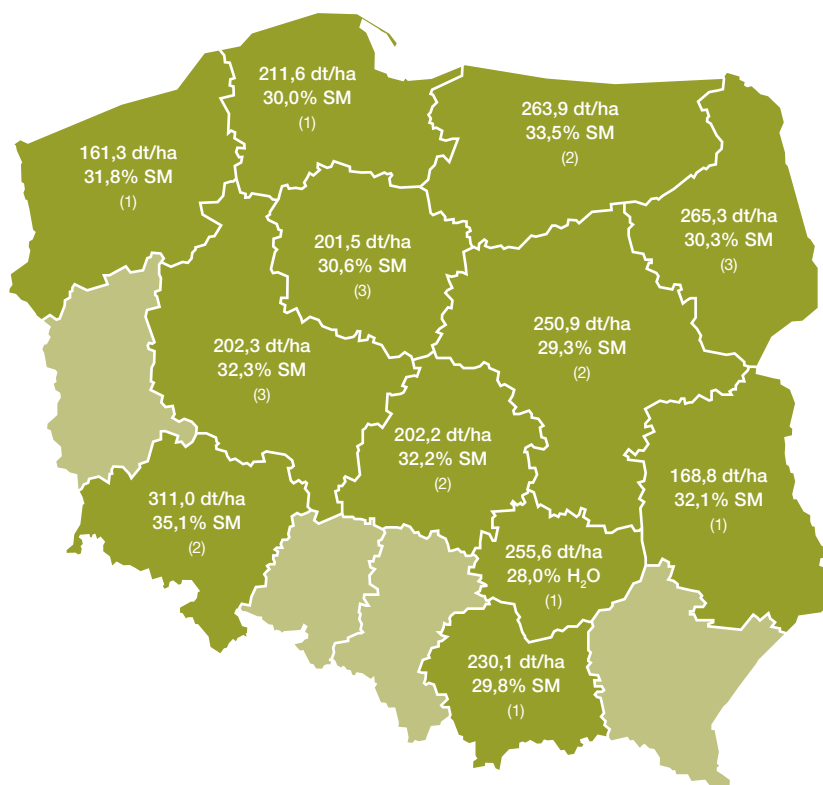 211,6 dt/ha
30,0% SM
(1)
263,9 dt/ha
33,5% SM
(2)
161,3 dt/ha
31,8% SM
(1)
265,3 dt/ha
30,3% SM
(3)
201,5 dt/ha
30,6% SM
(3)
250,9 dt/ha
29,3% SM
(2)
202,3 dt/ha
32,3% SM
(3)
202,2 dt/ha
32,2% SM
(2)
168,8 dt/ha
32,1% SM
(1)
311,0 dt/ha
35,1% SM
(2)
255,6 dt/ha
28,0% H₂O
(1)
230,1 dt/ha
29,8% SM
(1)